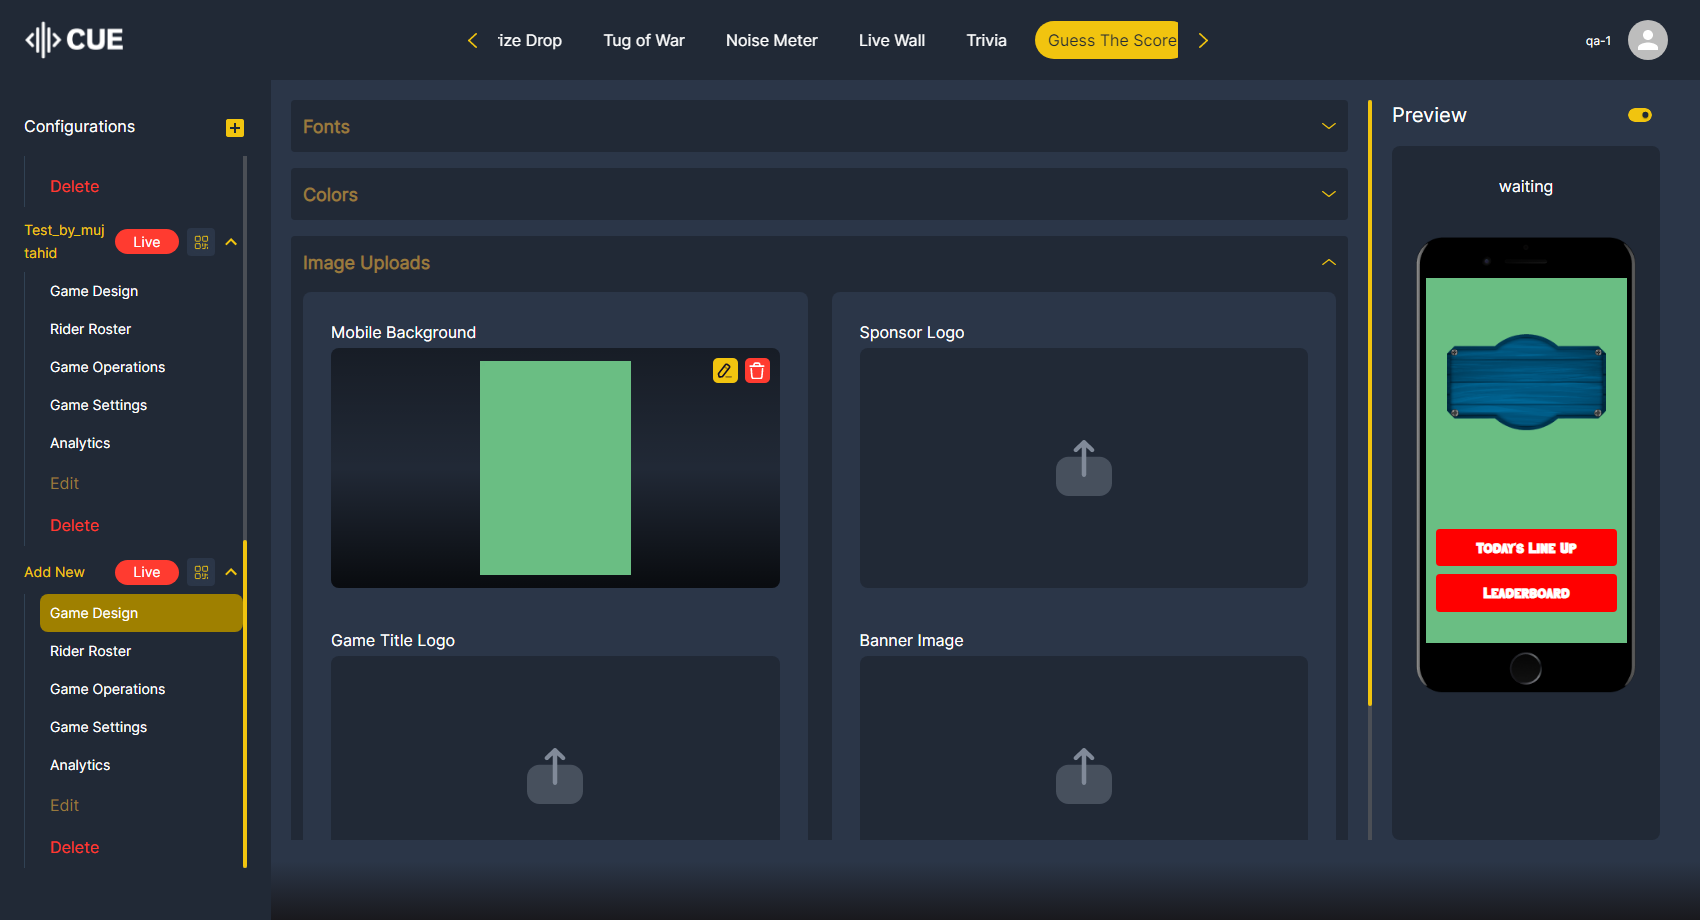 CUE
ize Drop
Tug of War
Noise Meter
Live Wall
Trivia
Guess The Score
qa-1
Configurations
Delete
Test_by_muj
tahid
Live
Game Design
Rider Roster
Game Operations
Game Settings
Analytics
Edit
Delete
Add New
Live
Game Design
Rider Roster
Game Operations
Game Settings
Analytics
Edit
Delete
Fonts
Colors
Image Uploads
Mobile Background
Sponsor Logo
Game Title Logo
Banner Image
Preview
waiting
Today's Line Up
Leaderboard